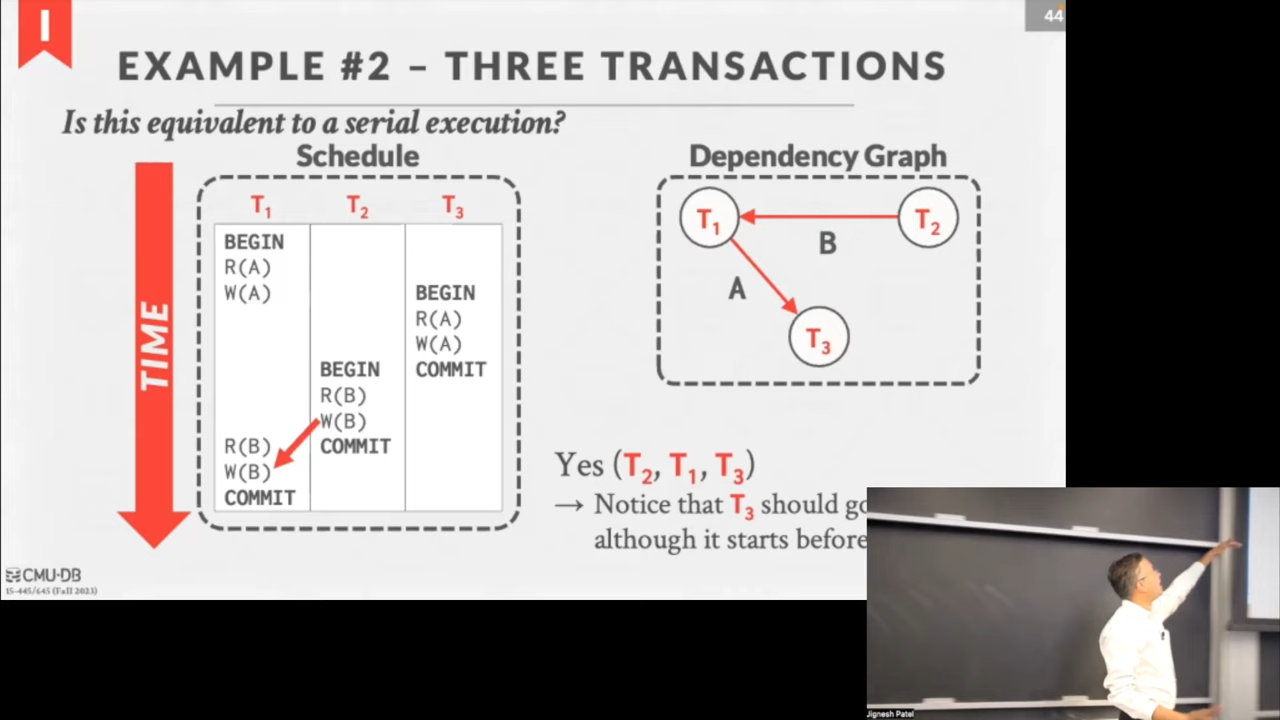 I
44
EXAMPLE #2 – THREE TRANSACTIONS
Is this equivalent to a serial execution?
Schedule
T1 T2 T3
BEGIN
R(A)
W(A) BEGIN
R(A)
W(A)
BEGIN COMMIT
R(B)
W(B)
R(B) COMMIT
W(B)
COMMIT
TIME
Dependency Graph
T1 T2
B
A
T3
Yes (T2, T1, T3)
→ Notice that T3 should go
although it starts before
CMU·DB
15-445/645 (Fall 2023)
Jignesh Patel